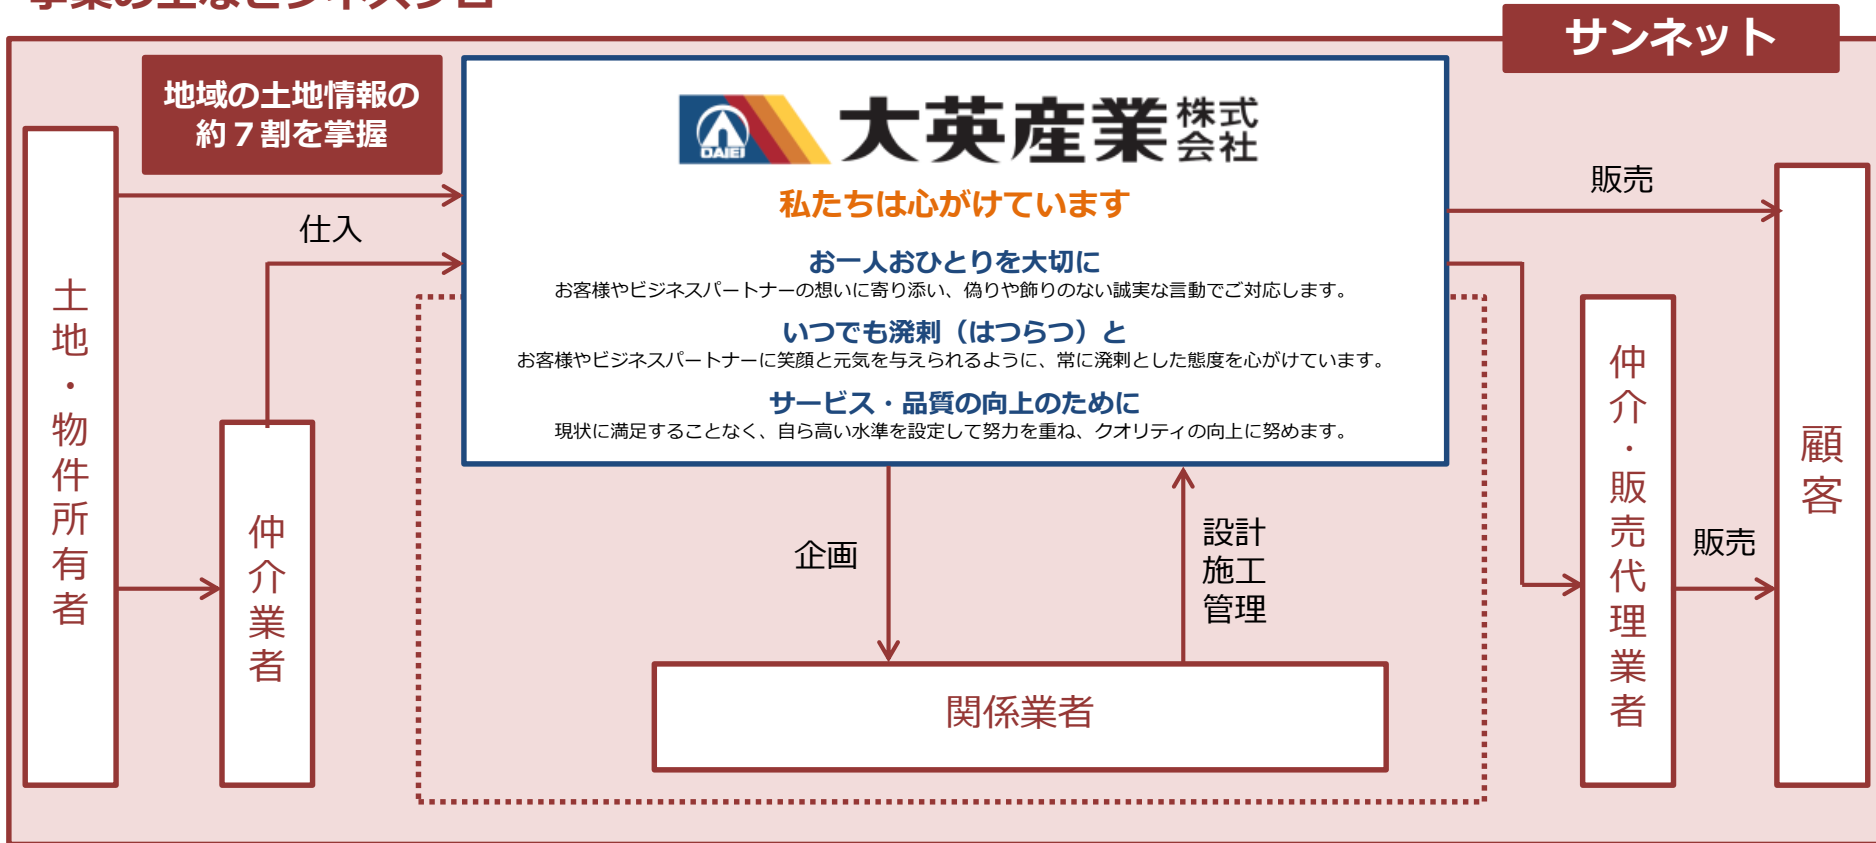 サンネット
地域の土地情報の
約７割を掌握
DAIEI
大英産業株式会社
私たちは心がけています
お一人おひとりを大切に
お客様やビジネスパートナーの想いに寄り添い、偽りや飾りのない誠実な言動でご対応します。
いつでも溌剌（はつらつ）と
お客様やビジネスパートナーに笑顔と元気を与えられるように、常に溌剌とした態度を心がけています。
サービス・品質の向上のために
現状に満足することなく、自ら高い水準を設定して努力を重ね、クオリティの向上に努めます。
仕入
販売
土地・物件所有者
仲介業者
企画
設計
施工
管理
関係業者
仲介・販売代理業者
販売
顧客